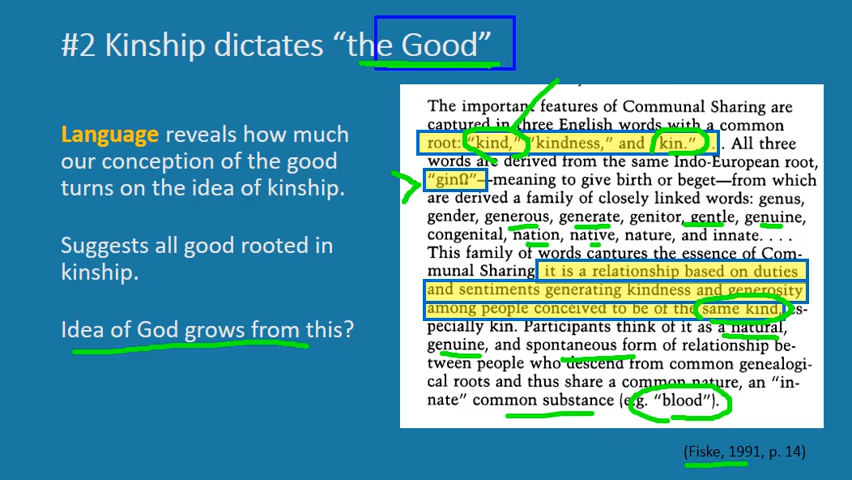 #2 Kinship dictates “the Good”
Language reveals how much
our conception of the good
turns on the idea of kinship.
Suggests all good rooted in
kinship.
Idea of God grows from this?
The important features of Communal Sharing are
captured in three English words with a common
root: “kind,” “kindness,” and “kin.” . . All three
words are derived from the same Indo-European root,
“ginΩ”—meaning to give birth or beget—from which
are derived a family of closely linked words: genus,
gender, generous, generate, genitor, gentle, genuine,
congenital, nation, native, nature, and innate. . . .
This family of words captures the essence of Com-
munal Sharing it is a relationship based on duties
and sentiments generating kindness and generosity
among people conceived to be of the same kind, es-
pecially kin. Participants think of it as a natural,
genuine, and spontaneous form of relationship be-
tween people who descend from common genealogi-
cal roots and thus share a common nature, an “in-
nate” common substance (e.g. “blood”).
(Fiske, 1991, p. 14)